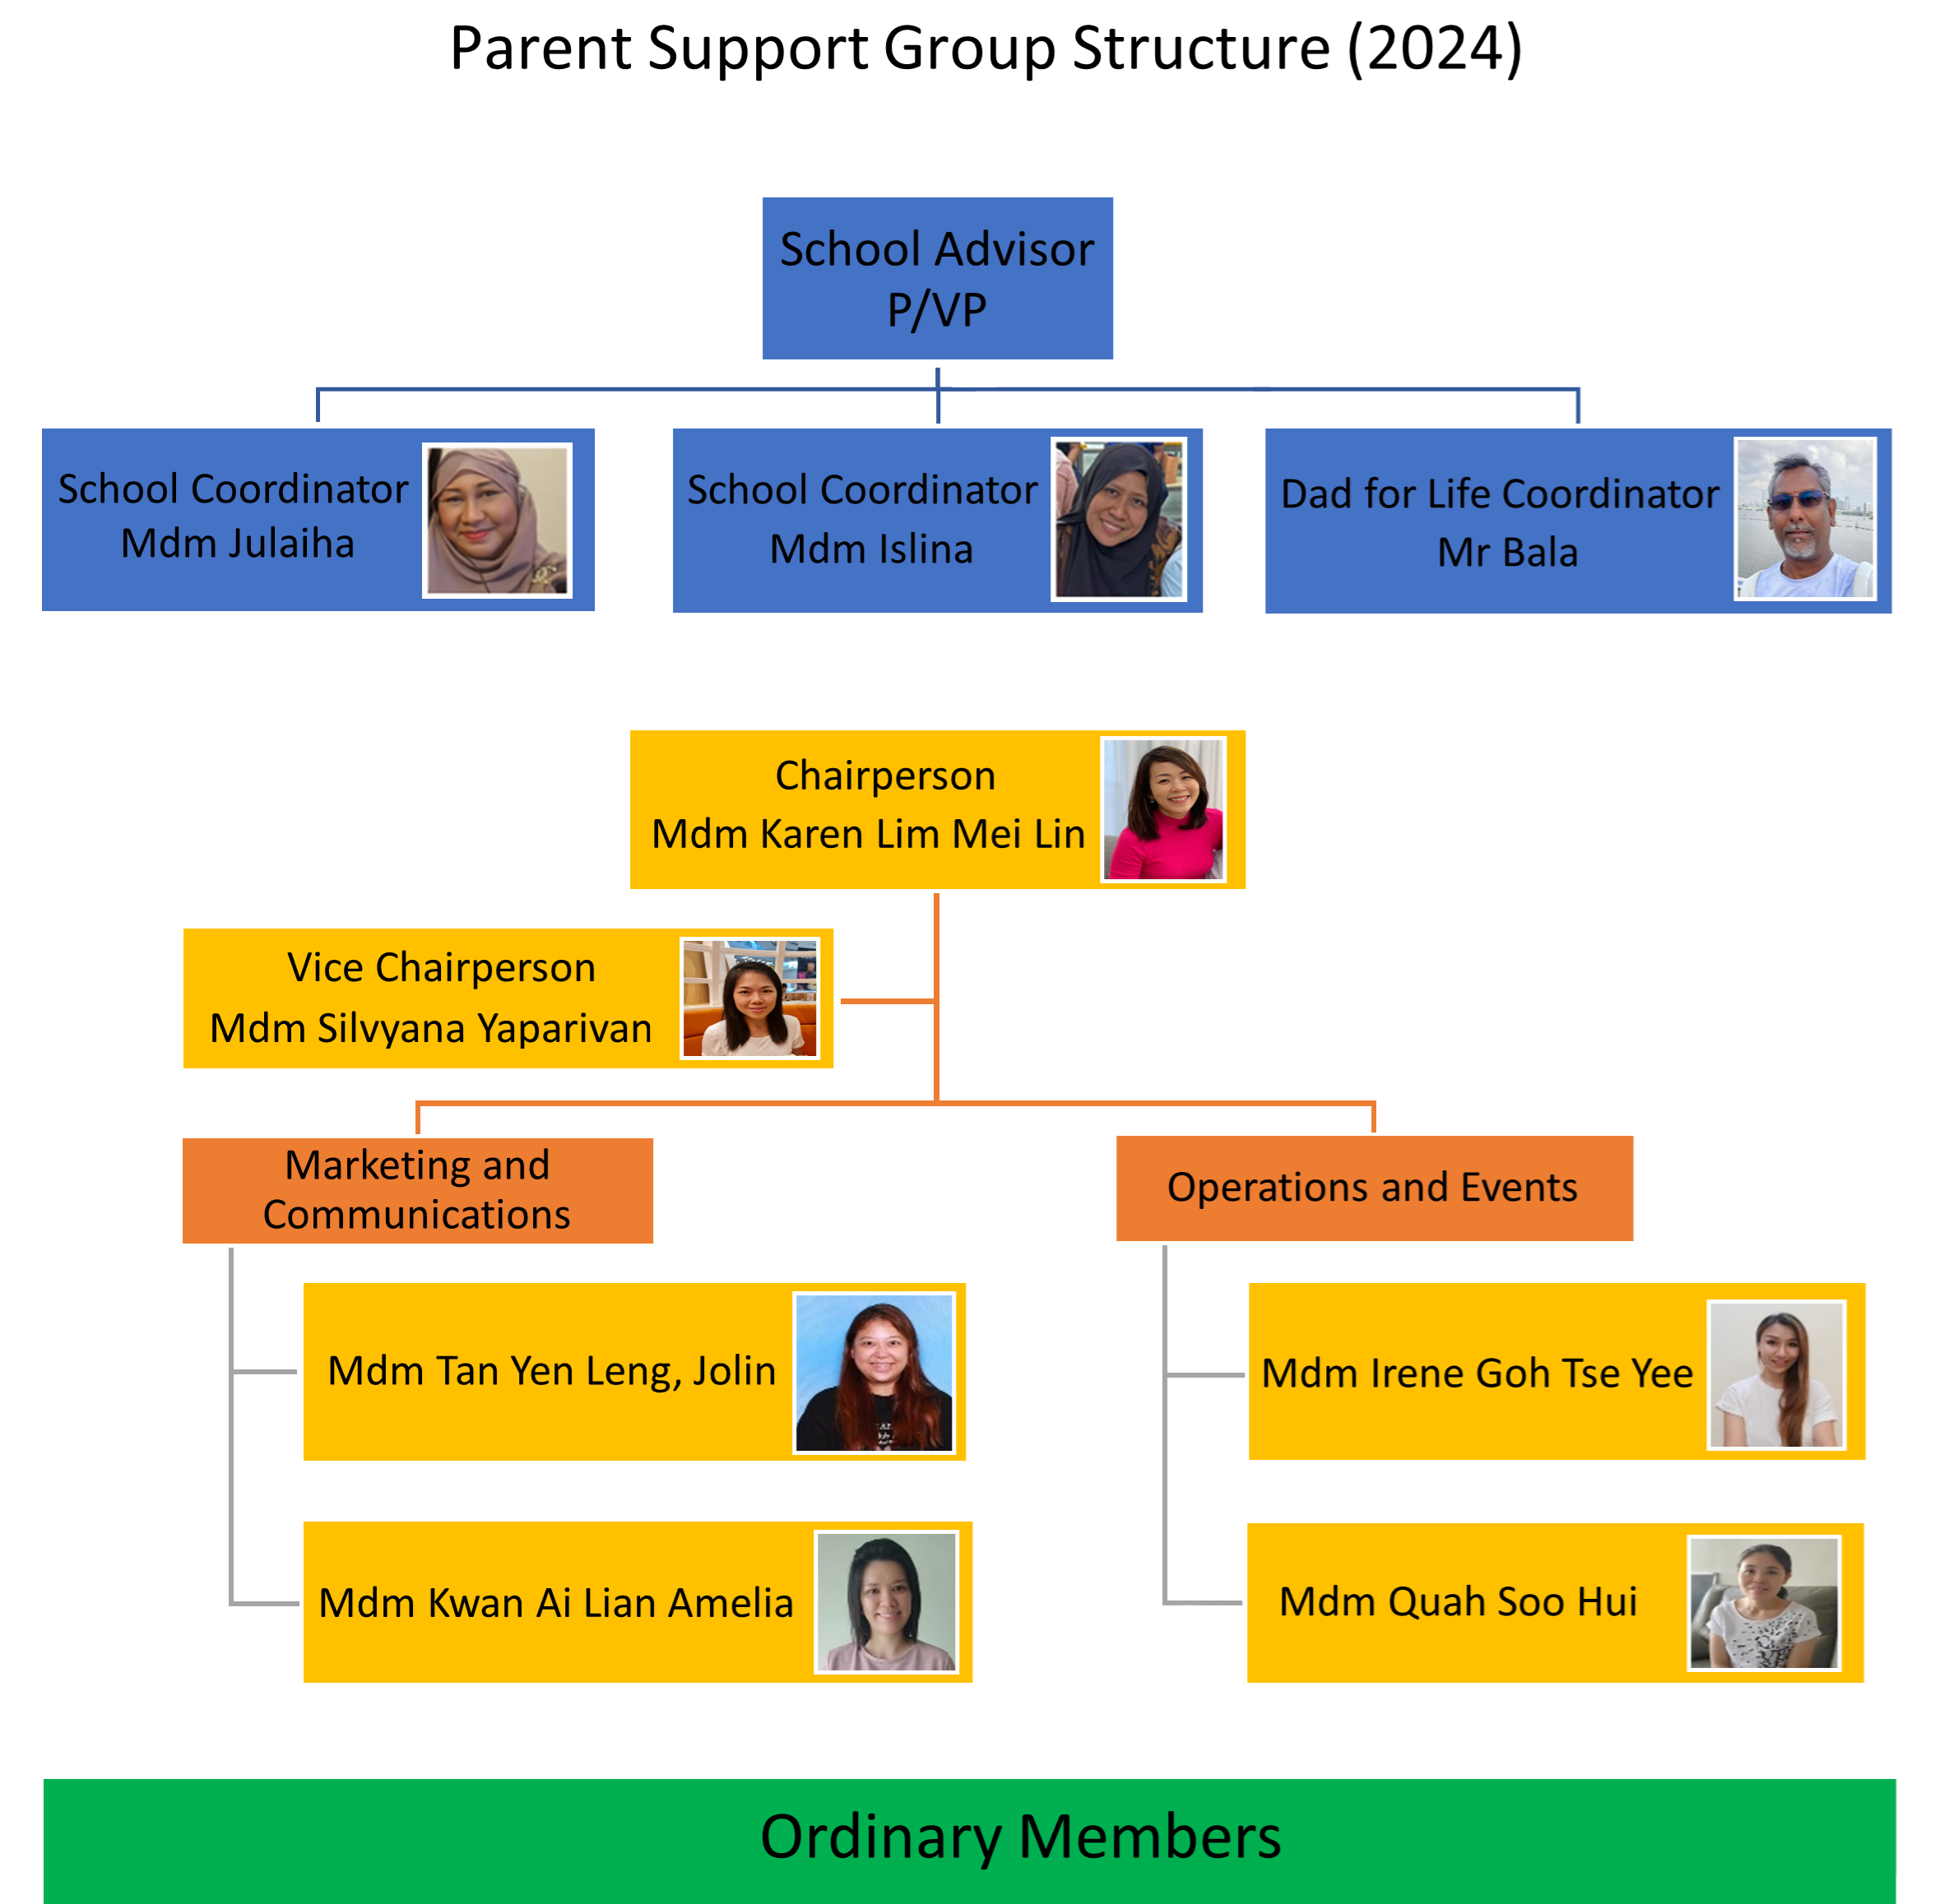 Parent Support Group Structure (2024)
School Advisor
P/VP
School Coordinator
Mdm Julaiha
School Coordinator
Mdm Islina
Dad for Life Coordinator
Mr Bala
Chairperson
Mdm Karen Lim Mei Lin
Vice Chairperson
Mdm Silvyana Yaparivan
Marketing and
Communications
Mdm Tan Yen Leng, Jolin
Mdm Kwan Ai Lian Amelia
Operations and Events
Mdm Irene Goh Tse Yee
Mdm Quah Soo Hui
Ordinary Members